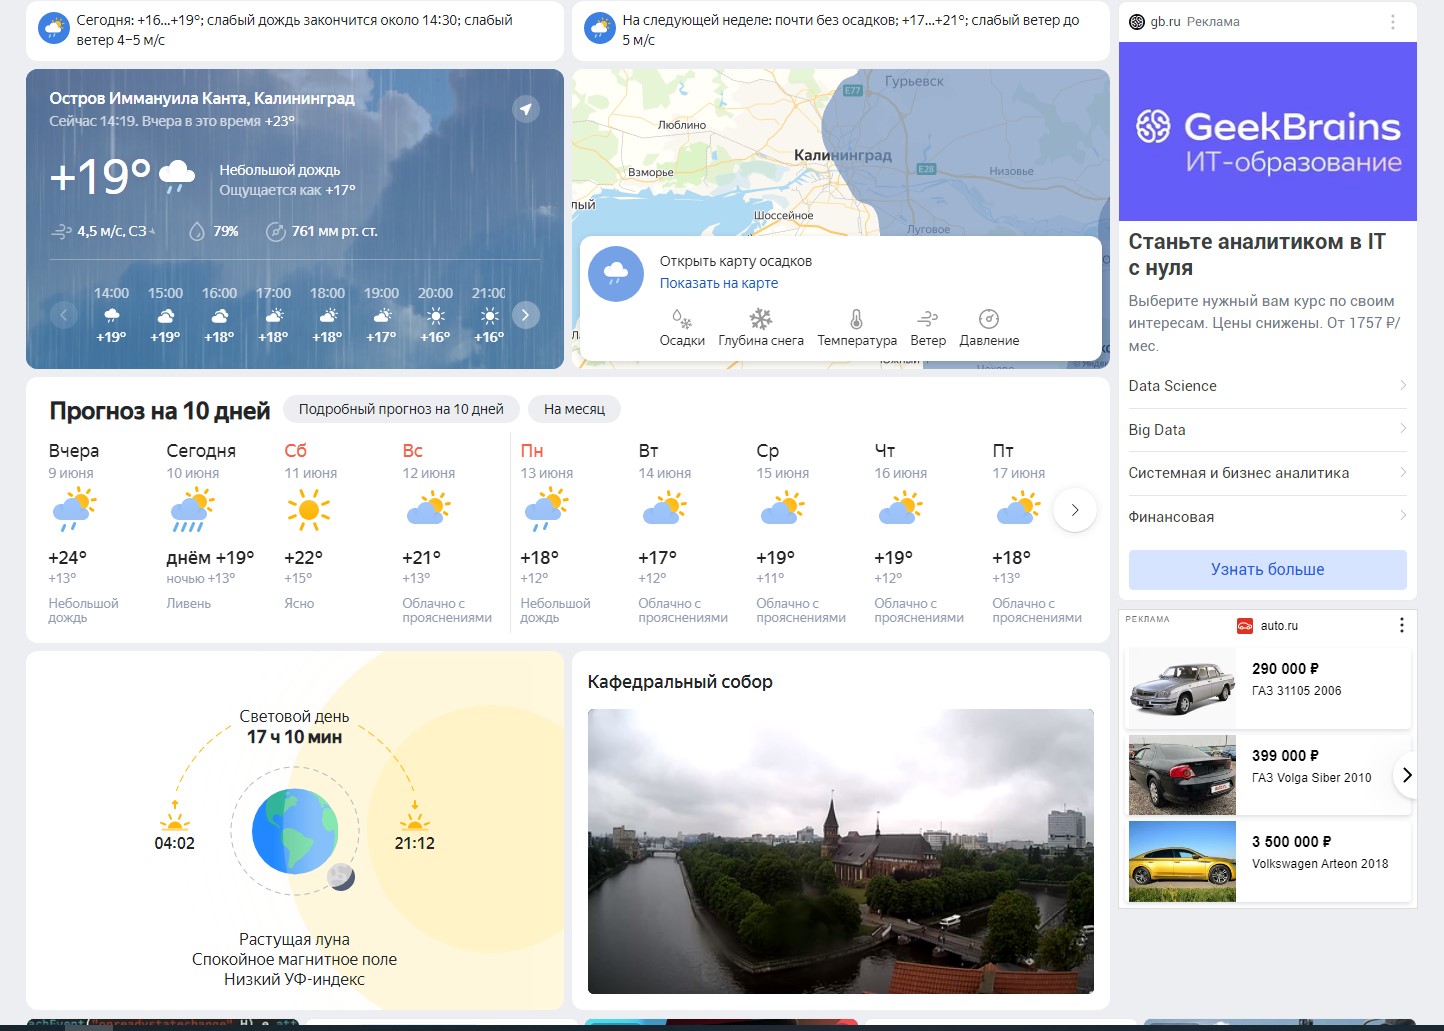 Сегодня: +16...+19°; слабый дождь закончится около 14:30; слабый
ветер 4–5 м/с
На следующей неделе: почти без осадков; +17...+21°; слабый ветер до
5 м/с
Остров Иммануила Канта, Калининград
Сейчас 14:19. Вчера в это время +23°
+19°
Небольшой дождь
Ощущается как +17°
4,5 м/с, СЗ
79%
761 мм рт. ст.
14:00 15:00 16:00 17:00 18:00 19:00 20:00 21:00
+19° +19° +18° +18° +18° +17° +16° +16°
Гурьевск
E77
Люблино
Калининград
E28
Взморье
Низовье
лый
Шоссейное
Луговое
Открыть карту осадков
Показать на карте
Осадки Глубина снега Температура Ветер Давление
Южный
Прогноз на 10 дней
Подробный прогноз на 10 дней
На месяц
Вчера Сегодня Сб Вс Пн Вт Ср Чт Пт
9 июня 10 июня 11 июня 12 июня 13 июня 14 июня 15 июня 16 июня 17 июня
+24° днём +19° +22° +21° +18° +17° +19° +19° +18°
+13° ночью +13° +15° +13° +12° +12° +11° +12° +13°
Небольшой Ливень Ясно Облачно с Небольшой Облачно с Облачно с Облачно с Облачно с
дождь прояснениями дождь прояснениями прояснениями прояснениями прояснениями
Световой день
17 ч 10 мин
04:02
21:12
Растущая луна
Спокойное магнитное поле
Низкий УФ-индекс
Кафедральный собор
gb.ru Реклама
GeekBrains
ИТ-образование
Станьте аналитиком в IT
с нуля
Выберите нужный вам курс по своим
интересам. Цены снижены. От 1757 ₽/
мес.
Data Science
Big Data
Системная и бизнес аналитика
Финансовая
Узнать больше
РЕКЛАМА
auto.ru
290 000 ₽
ГАЗ 31105 2006
399 000 ₽
ГАЗ Volga Siber 2010
3 500 000 ₽
Volkswagen Arteon 2018